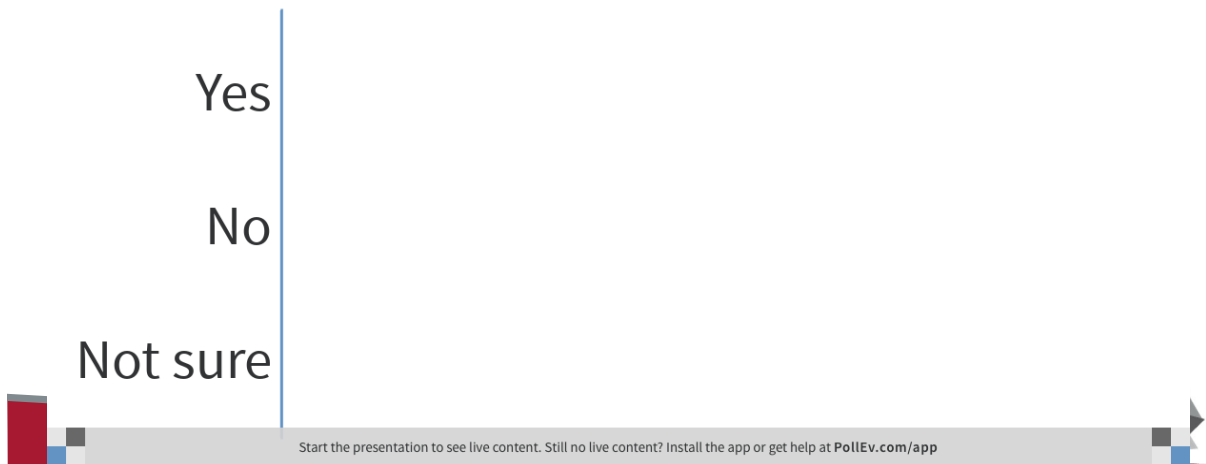 Yes
No
Not sure
Start the presentation to see live content. Still no live content? Install the app or get help at PollEv.com/app